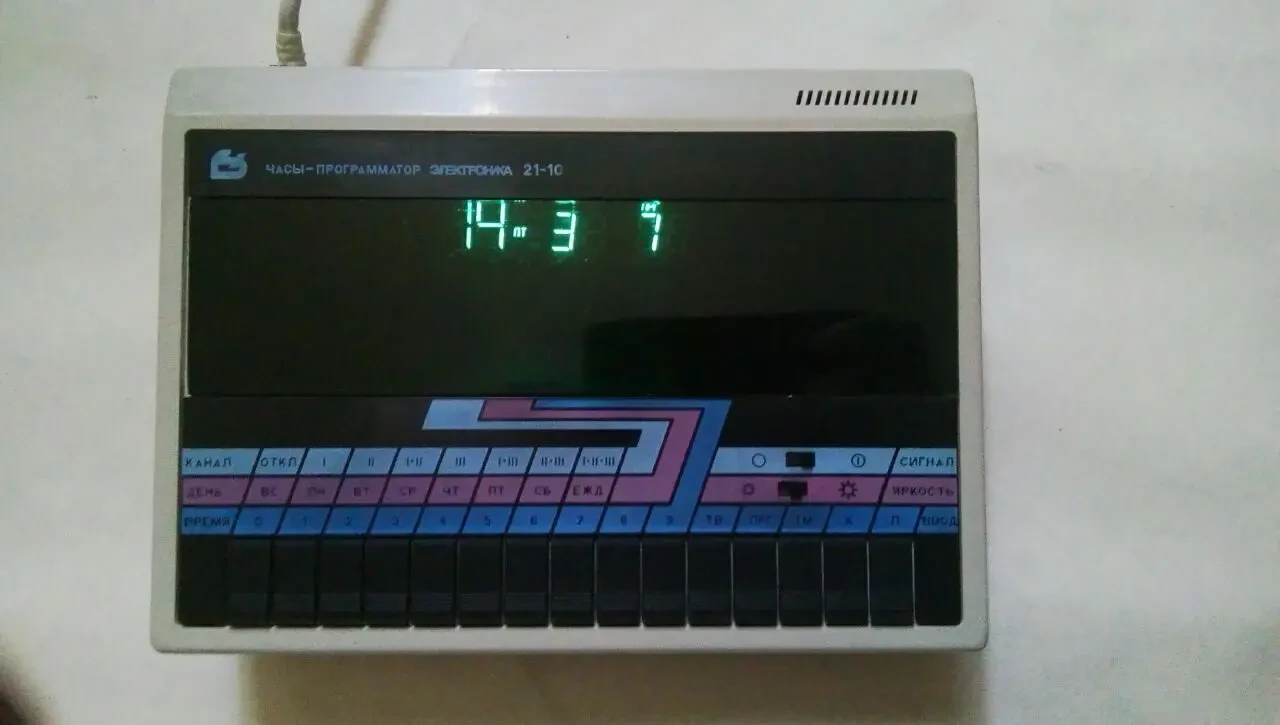 ЧАСЫ-ПРОГРАММАТОР ЭЛЕКТРОНИКА 21-10
14 ПТ 3 7
КАНАЛ ОТКЛ I II I-II III I-III II-III I-II-III СИГНАЛ
ДЕНЬ ВС ПН ВТ СР ЧТ ПТ СБ ЕЖД ЯРКОСТЬ
ВРЕМЯ 0 1 2 3 4 5 6 7 8 9 ТВ ПРГ ТМ К П ВВОД